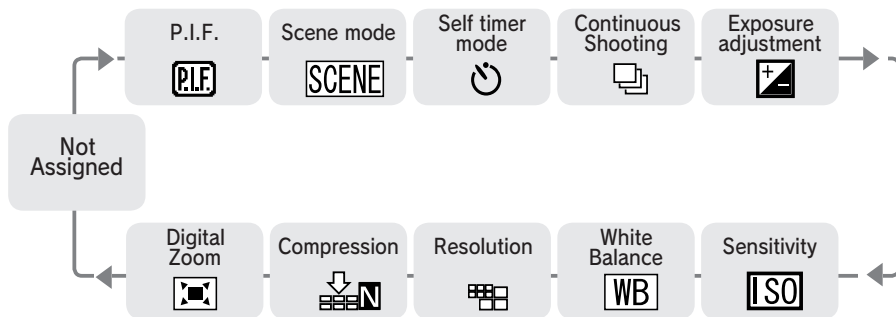 P.I.F.
P.I.F.
Scene mode
SCENE
Self timer
mode
Continuous
Shooting
Exposure
adjustment
+ -
Not
Assigned
Digital
Zoom
Compression
N
Resolution
White
Balance
WB
Sensitivity
ISO